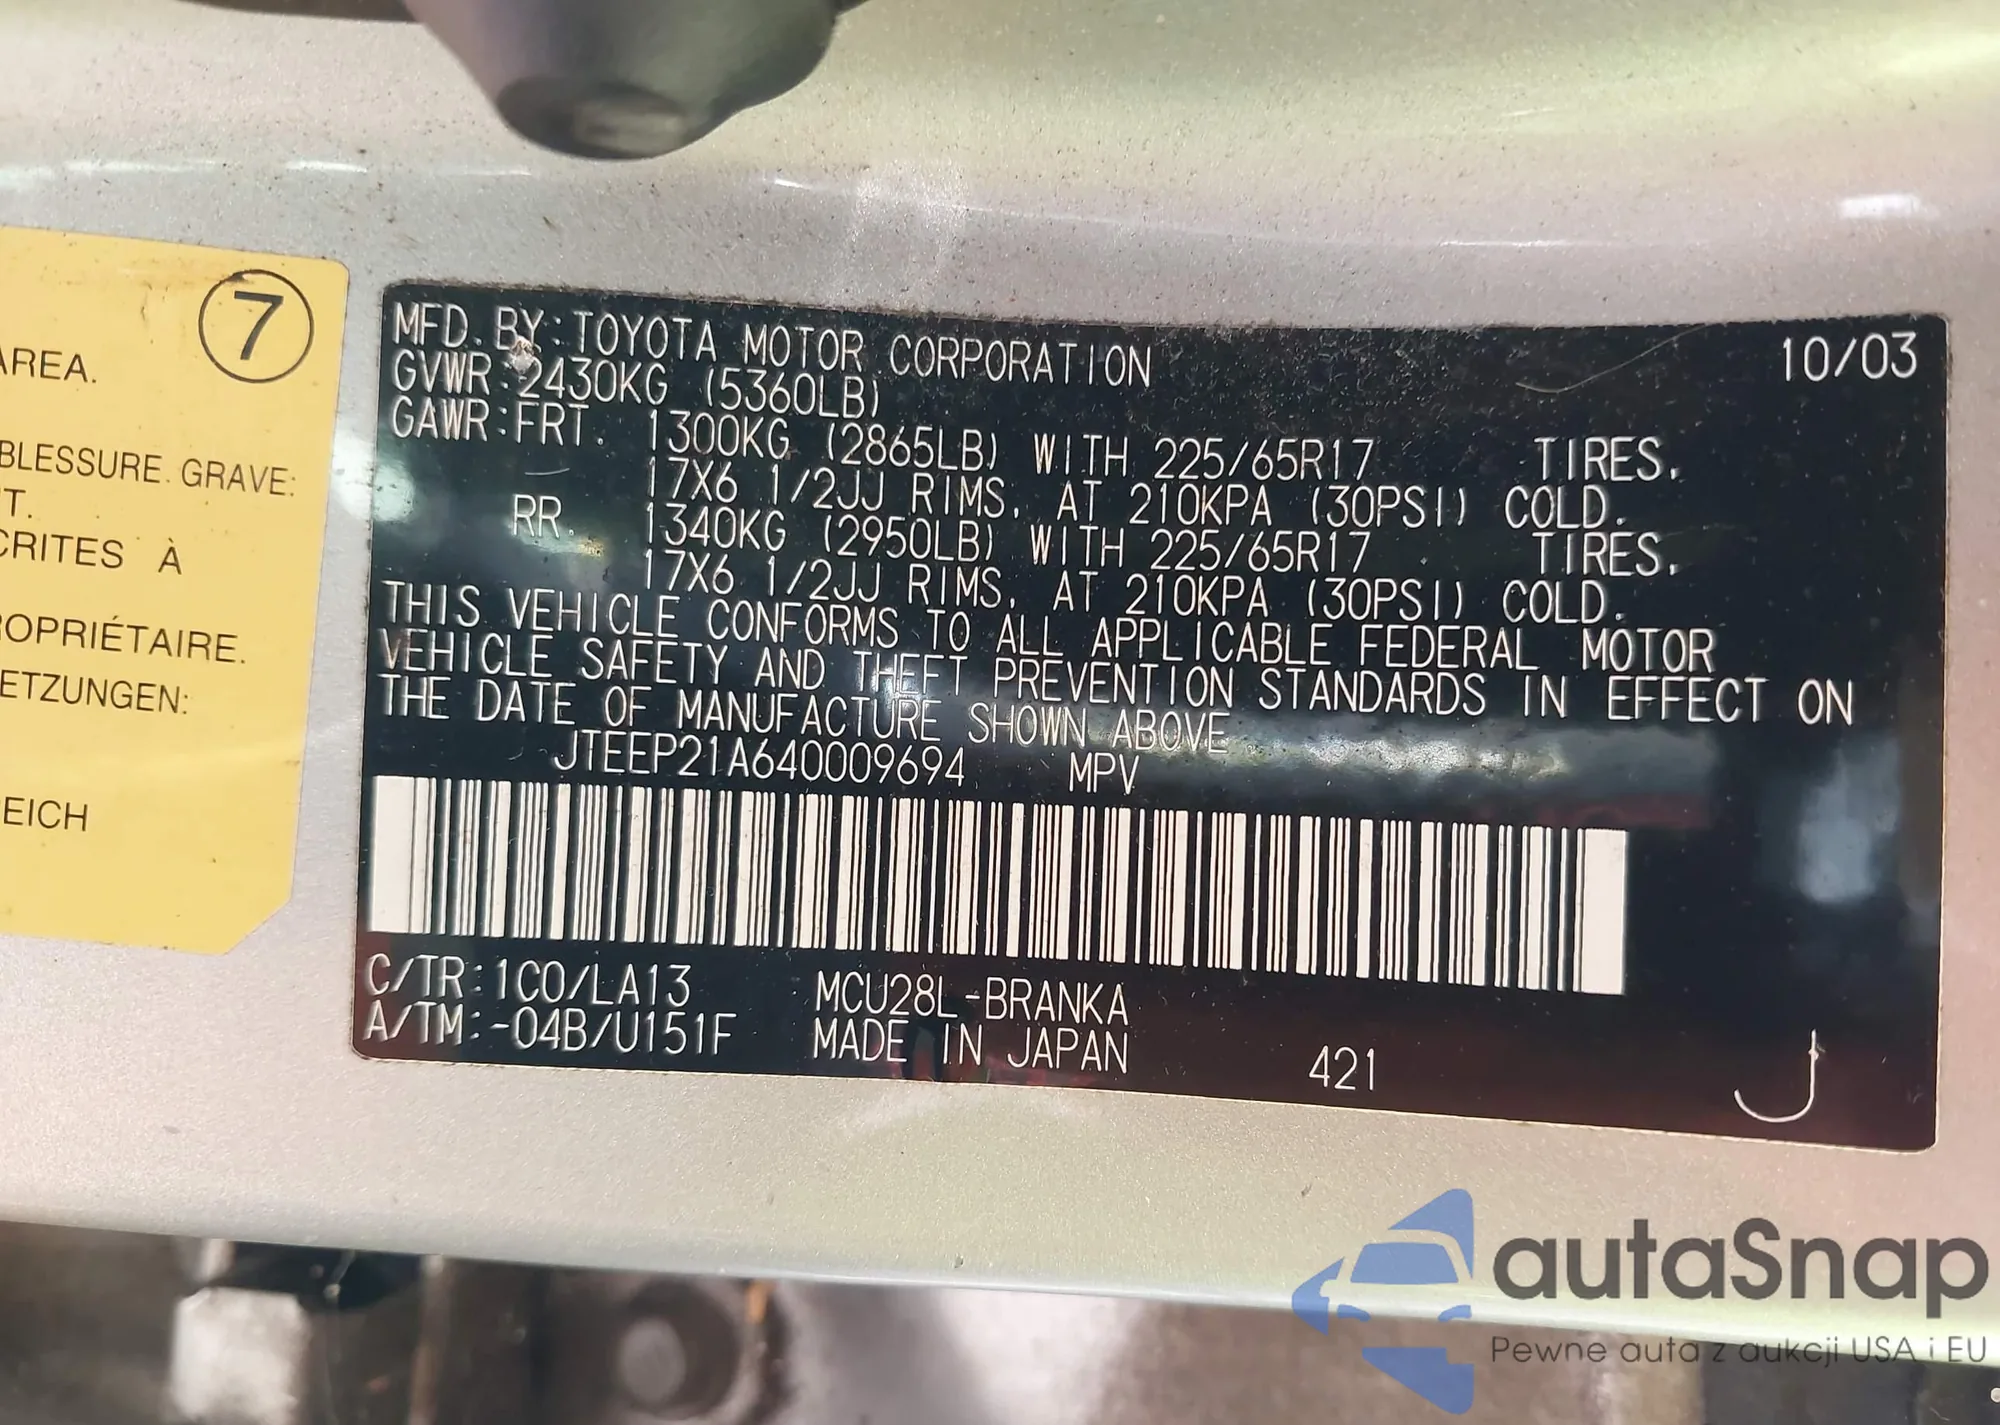 7
AREA.
BLESSURE GRAVE:
T.
CRITES À
OPRIÉTAIRE.
ETZUNGEN:
EICH
MFD. BY: TOYOTA MOTOR CORPORATION 10/03
GVWR: 2430KG (5360LB)
GAWR: FRT. 1300KG (2865LB) WITH 225/65R17 TIRES,
17X6 1/2JJ RIMS, AT 210KPA (30PSI) COLD.
RR. 1340KG (2950LB) WITH 225/65R17 TIRES,
17X6 1/2JJ RIMS, AT 210KPA (30PSI) COLD.
THIS VEHICLE CONFORMS TO ALL APPLICABLE FEDERAL MOTOR
VEHICLE SAFETY AND THEFT PREVENTION STANDARDS IN EFFECT ON
THE DATE OF MANUFACTURE SHOWN ABOVE
JTEEP21A640009694 MPV
C/TR: 1C0/LA13 MCU28L-BRANKA
A/TM: -04B/U151F MADE IN JAPAN 421 J
autaSnap
Pewne auta z aukcji USA i EU